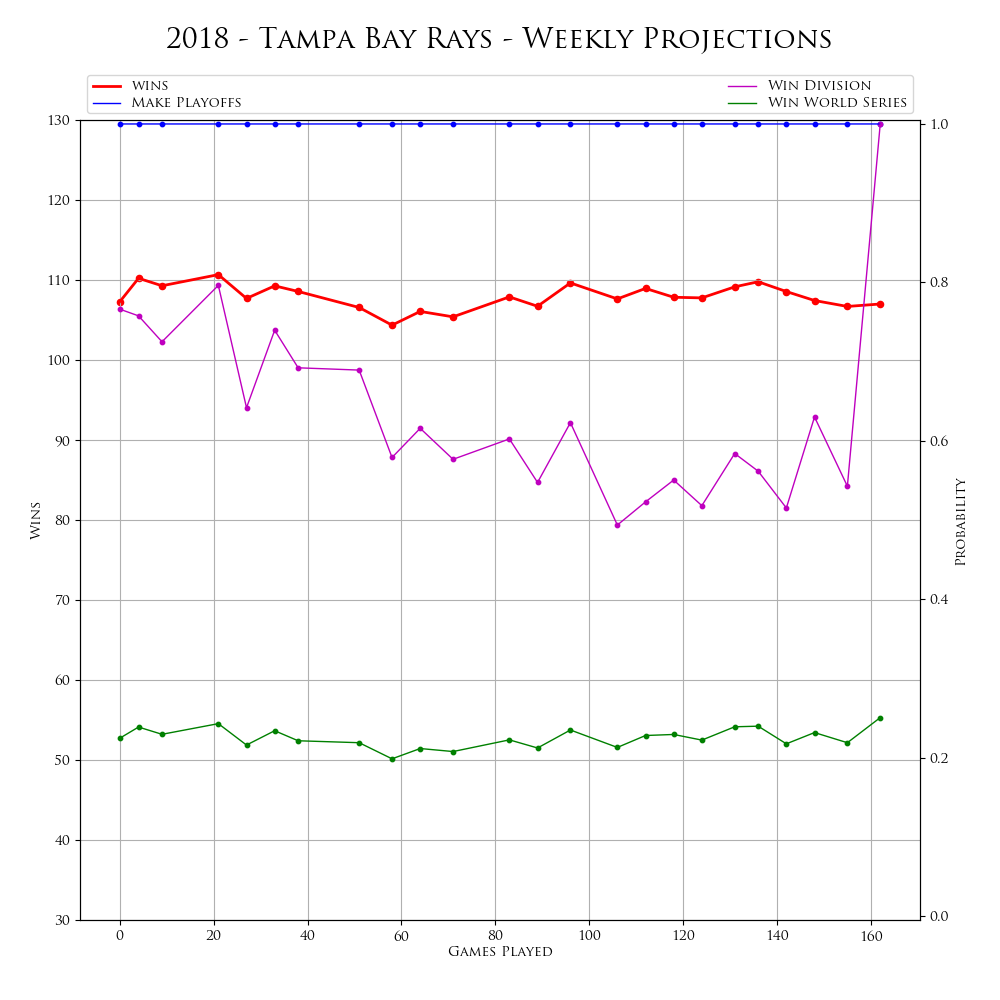 2018 - Tampa Bay Rays - Weekly Projections
wins
Make Playoffs
Win Division
Win World Series
130
120
110
100
90
80
70
60
50
40
30
Wins
1.0
0.8
0.6
0.4
0.2
0.0
Probability
0 20 40 60 80 100 120 140 160
Games Played